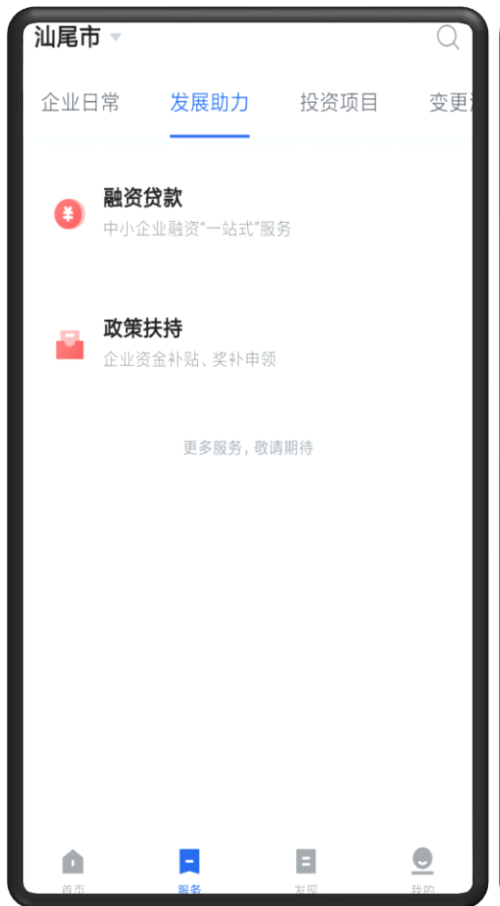 汕尾市
企业日常 发展助力 投资项目 变更
融资贷款
中小企业融资“一站式”服务
政策扶持
企业资金补贴、奖补申领
更多服务，敬请期待
首页 服务 发现 我的